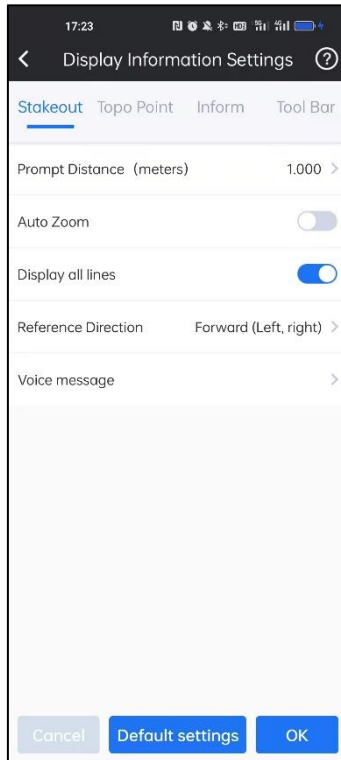 17:23
Display Information Settings
Stakeout Topo Point Inform Tool Bar
Prompt Distance (meters) 1.000
Auto Zoom
Display all lines
Reference Direction Forward (Left, right)
Voice message
Cancel Default settings OK